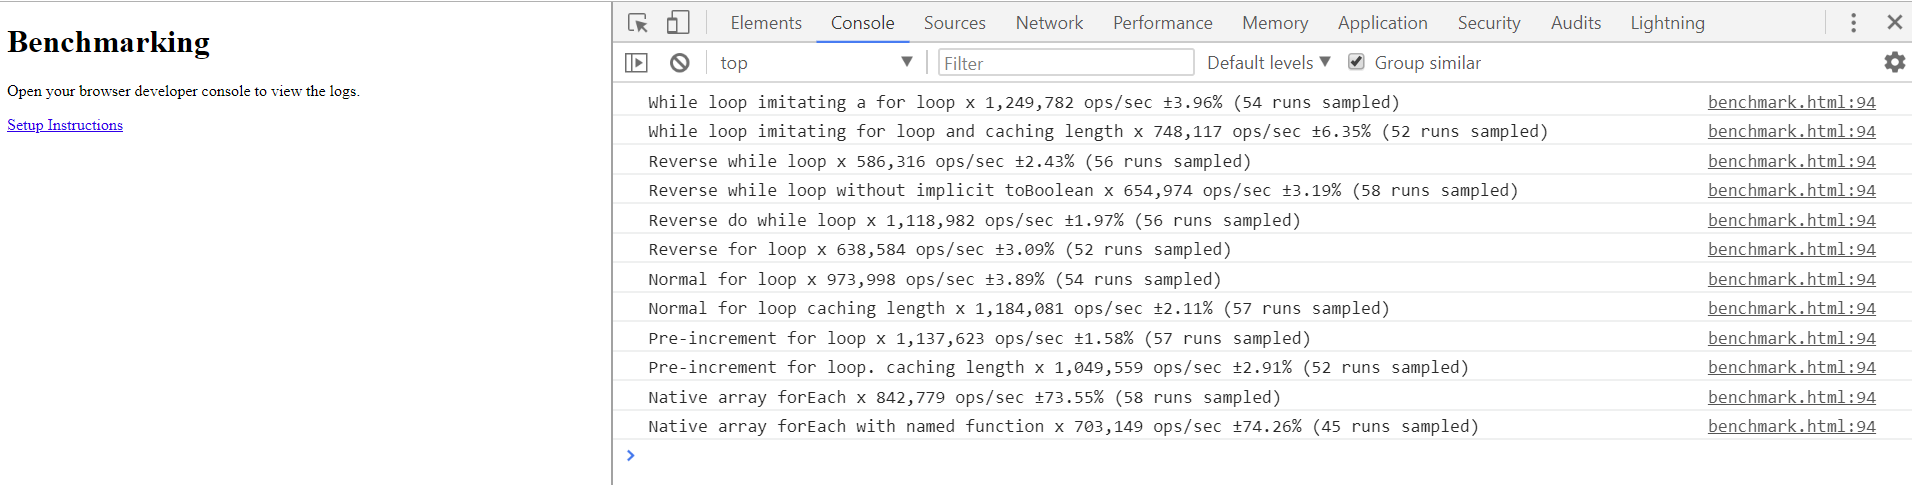 Benchmarking
Open your browser developer console to view the logs.
Setup Instructions
Elements Console Sources Network Performance Memory Application Security Audits Lightning
top Filter Default levels Group similar
While loop imitating a for loop x 1,249,782 ops/sec ±3.96% (54 runs sampled) benchmark.html:94
While loop imitating for loop and caching length x 748,117 ops/sec ±6.35% (52 runs sampled) benchmark.html:94
Reverse while loop x 586,316 ops/sec ±2.43% (56 runs sampled) benchmark.html:94
Reverse while loop without implicit toBoolean x 654,974 ops/sec ±3.19% (58 runs sampled) benchmark.html:94
Reverse do while loop x 1,118,982 ops/sec ±1.97% (56 runs sampled) benchmark.html:94
Reverse for loop x 638,584 ops/sec ±3.09% (52 runs sampled) benchmark.html:94
Normal for loop x 973,998 ops/sec ±3.89% (54 runs sampled) benchmark.html:94
Normal for loop caching length x 1,184,081 ops/sec ±2.11% (57 runs sampled) benchmark.html:94
Pre-increment for loop x 1,137,623 ops/sec ±1.58% (57 runs sampled) benchmark.html:94
Pre-increment for loop. caching length x 1,049,559 ops/sec ±2.91% (52 runs sampled) benchmark.html:94
Native array forEach x 842,779 ops/sec ±73.55% (58 runs sampled) benchmark.html:94
Native array forEach with named function x 703,149 ops/sec ±74.26% (45 runs sampled) benchmark.html:94